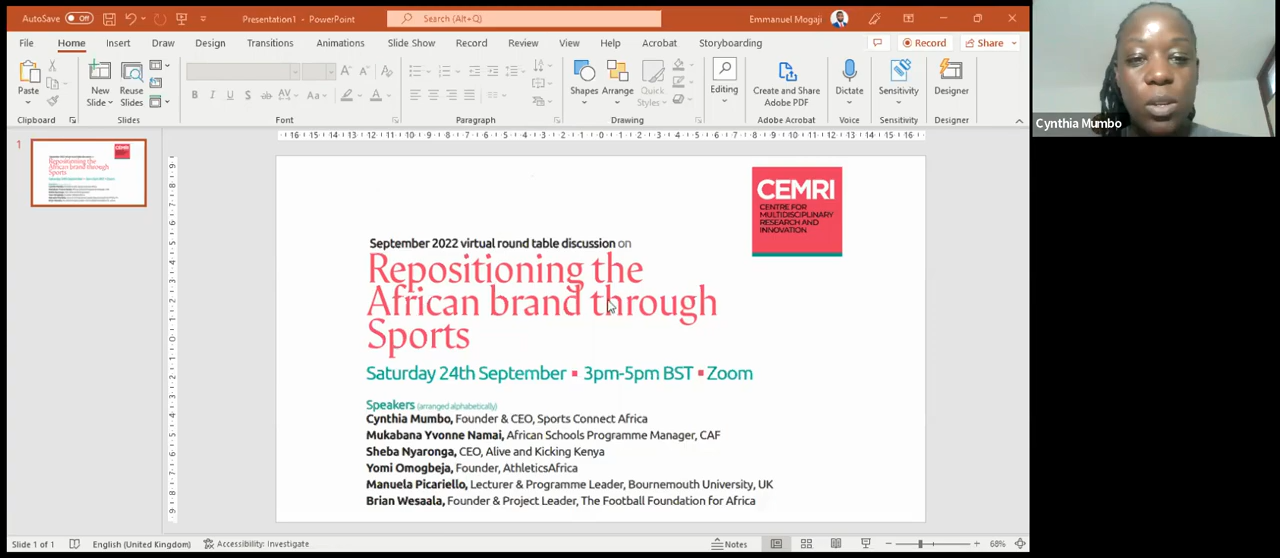 AutoSave Off
Presentation1 - PowerPoint
Search (Alt+Q)
Emmanuel Mogaji
File Home Insert Draw Design Transitions Animations Slide Show Record Review View Help Acrobat Storyboarding
Record
Share
Paste
New Slide
Reuse Slides
Shapes
Arrange
Quick Styles
Editing
Create and Share Adobe PDF
Dictate
Sensitivity
Designer
Clipboard
Slides
Font
Paragraph
Drawing
Adobe Acrobat
Voice
Sensitivity
Designer
Cynthia Mumbo
1
CEMRI
CENTRE FOR
MULTIDISCIPLINARY
RESEARCH AND
INNOVATION
September 2022 virtual round table discussion on
Repositioning the
African brand through
Sports
Saturday 24th September ▪ 3pm-5pm BST ▪ Zoom
Speakers (arranged alphabetically)
Cynthia Mumbo, Founder & CEO, Sports Connect Africa
Mukabana Yvonne Namai, African Schools Programme Manager, CAF
Sheba Nyaronga, CEO, Alive and Kicking Kenya
Yomi Omogbeja, Founder, AthleticsAfrica
Manuela Picariello, Lecturer & Programme Leader, Bournemouth University, UK
Brian Wesaala, Founder & Project Leader, The Football Foundation for Africa
Slide 1 of 1
English (United Kingdom)
Accessibility: Investigate
Notes
68%